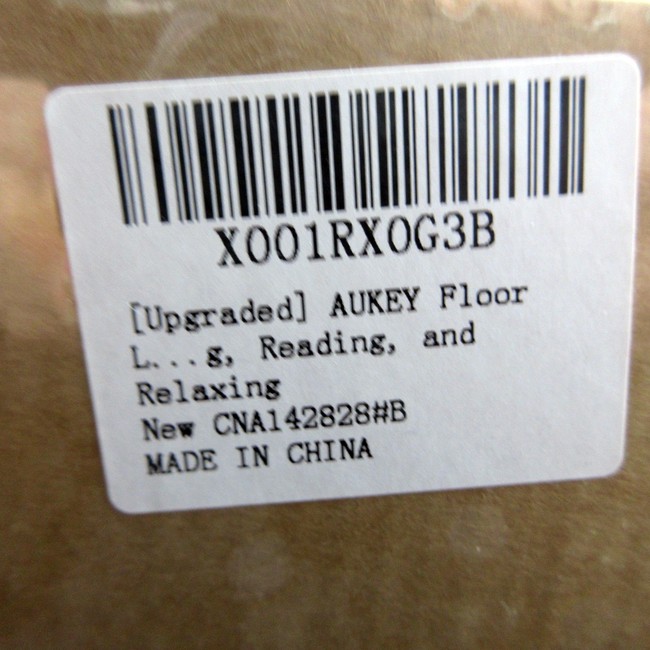 X001RX0G3B
[Upgraded] AUKEY Floor
L...g, Reading, and
Relaxing
New CNA142828#B
MADE IN CHINA